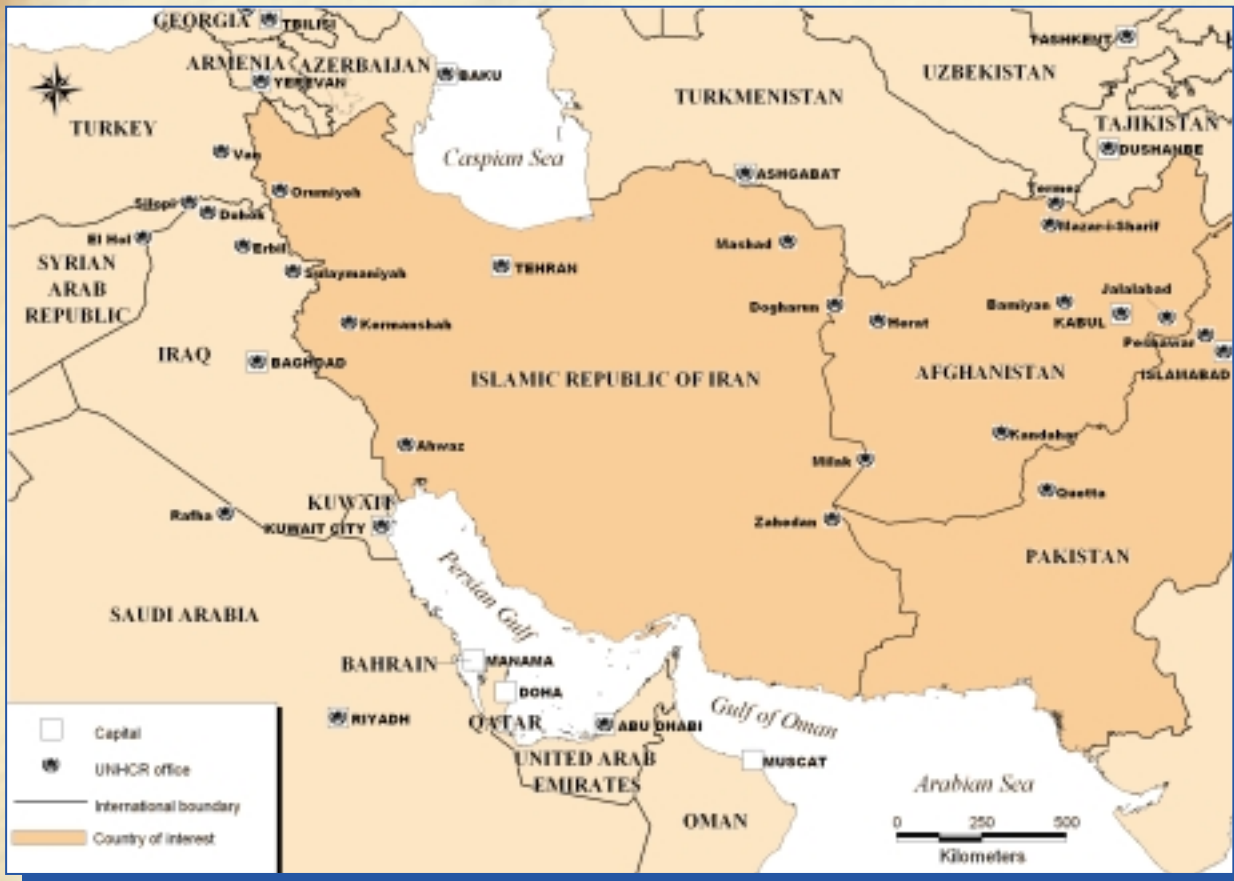 GEORGIA
TBILISI
TASHKENT
ARMENIA
AZERBAIJAN
BAKU
YEREVAN
UZBEKISTAN
TURKMENISTAN
TURKEY
TAJIKISTAN
DUSHANBE
Van
Caspian Sea
ASHGABAT
Orumiyeh
Termez
Silopi
Dohuk
Mazar-i-Sharif
El Hol
Erbil
Mashad
SYRIAN
ARAB
REPUBLIC
Sulaymaniyah
TEHRAN
Jalalabad
Dogharun
Bamiyan
Herat
KABUL
Kermanshah
Peshawar
IRAQ
BAGHDAD
ISLAMIC REPUBLIC OF IRAN
AFGHANISTAN
ISLAMABAD
Kandahar
Ahwaz
Milak
Quetta
KUWAIT
Rafha
KUWAIT CITY
Zahedan
PAKISTAN
Persian Gulf
SAUDI ARABIA
BAHRAIN
MANAMA
DOHA
RIYADH
QATAR
ABU DHABI
Gulf of Oman
UNITED ARAB
EMIRATES
MUSCAT
Arabian Sea
OMAN
Capital
UNHCR office
International boundary
Country of interest
0 250 500
Kilometers